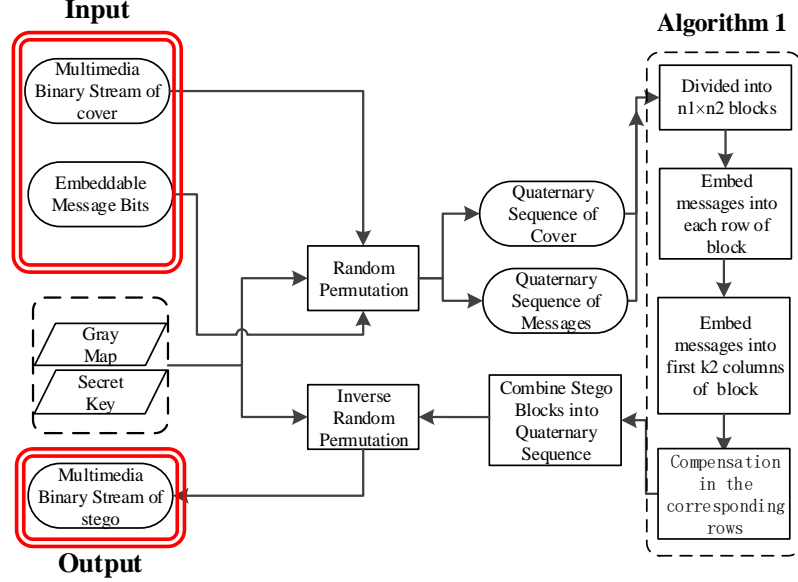 Input
Multimedia
Binary Stream of
cover
Embeddable
Message Bits
Gray
Map
Secret
Key
Multimedia
Binary Stream of
stego
Output
Random
Permutation
Inverse
Random
Permutation
Quaternary
Sequence of
Cover
Quaternary
Sequence of
Messages
Combine Stego
Blocks into
Quaternary
Sequence
Algorithm 1
Divided into
n1×n2 blocks
Embed
messages into
each row of
block
Embed
messages into
first k2 columns
of block
Compensation
in the
corresponding
rows